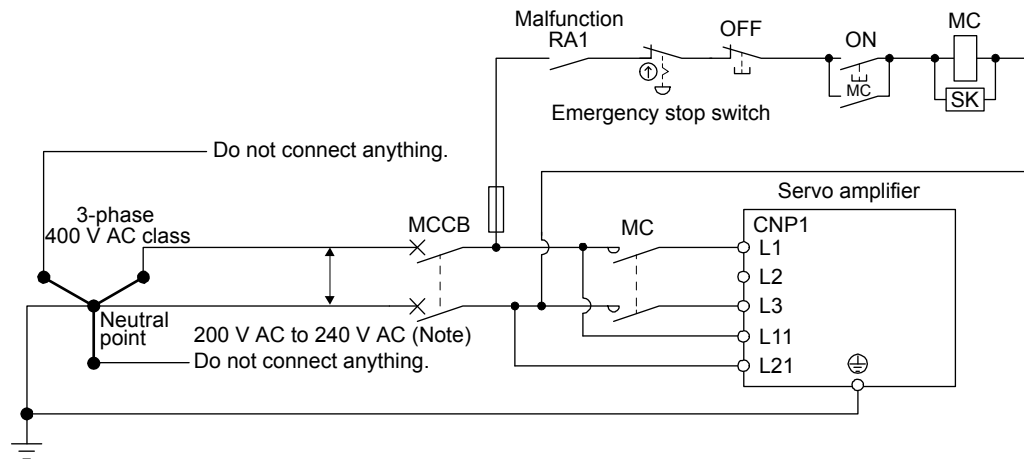 Malfunction
RA1
OFF
ON
MC
MC
SK
Emergency stop switch
Do not connect anything.
3-phase
400 V AC class
MCCB
MC
Servo amplifier
CNP1
L1
L2
L3
L11
L21
Neutral
point
200 V AC to 240 V AC (Note)
Do not connect anything.